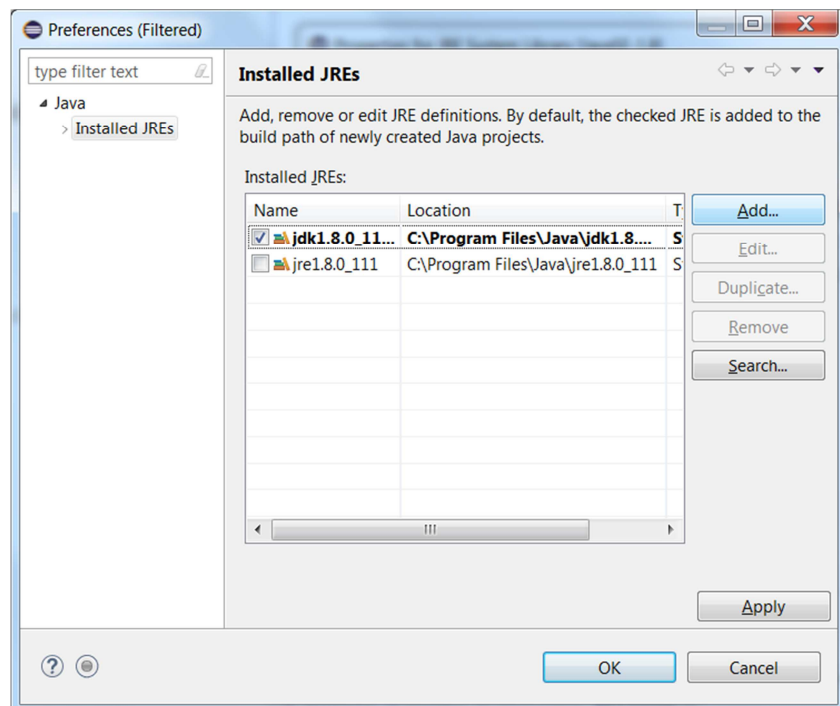 Preferences (Filtered)
type filter text
Java
Installed JREs
Installed JREs
Add, remove or edit JRE definitions. By default, the checked JRE is added to the
build path of newly created Java projects.
Installed JREs:
Name Location T
jdk1.8.0_11... C:\Program Files\Java\jdk1.8.... S
jre1.8.0_111 C:\Program Files\Java\jre1.8.0_111 S
Add...
Edit...
Duplicate...
Remove
Search...
Apply
OK Cancel